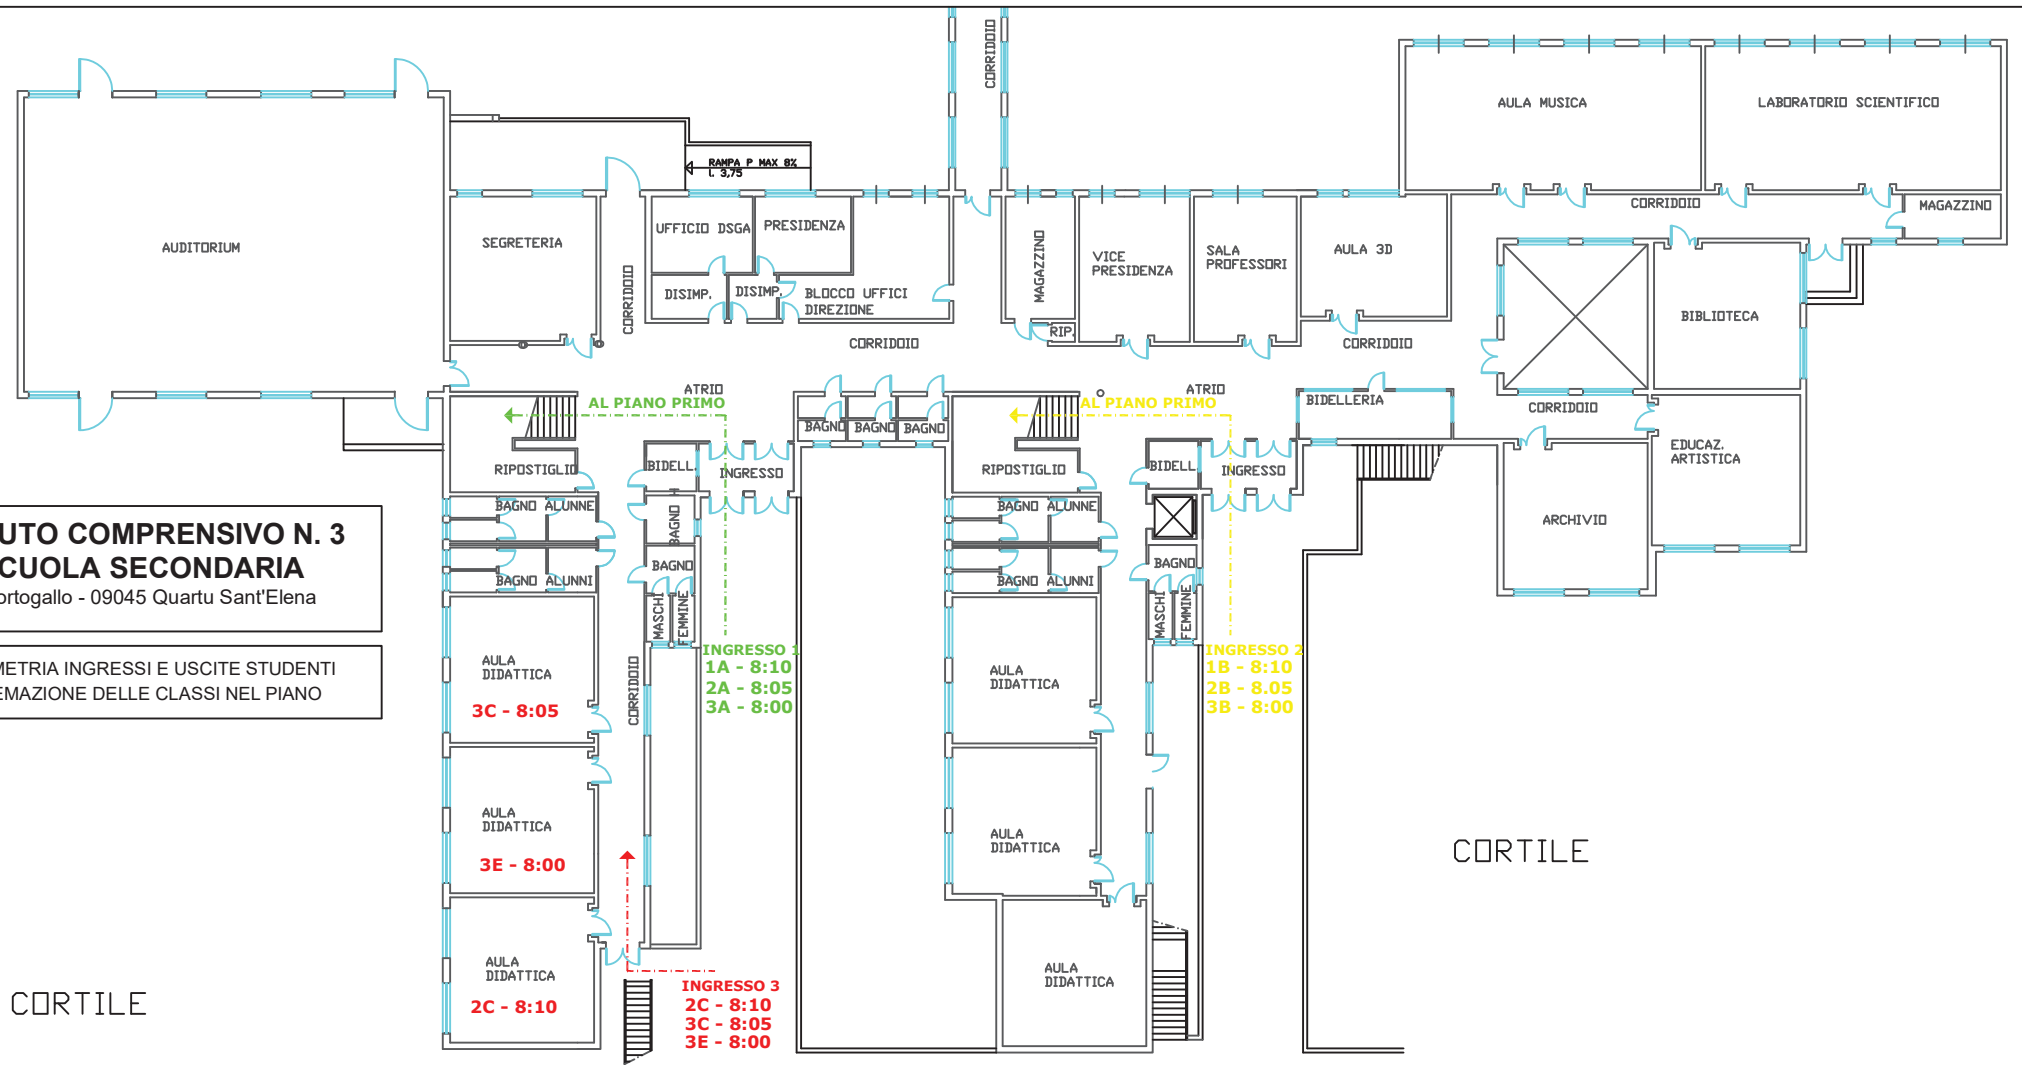 CORRIDOIO
AULA MUSICA
LABORATORIO SCIENTIFICO
RAMPA P MAX 8%
L. 3,75
CORRIDOIO
MAGAZZINO
AUDITORIUM
SEGRETERIA
UFFICIO DSGA
PRESIDENZA
MAGAZZINO
VICE
PRESIDENZA
SALA
PROFESSORI
AULA 3D
CORRIDOIO
DISIMP.
DISIMP.
BLOCCO UFFICI
DIREZIONE
BIBLIOTECA
RIP.
CORRIDOIO
CORRIDOIO
ATRIO
ATRIO
AL PIANO PRIMO
AL PIANO PRIMO
BIDELLERIA
CORRIDOIO
BAGNO
BAGNO
BAGNO
EDUCAZ.
ARTISTICA
RIPOSTIGLIO
BIDELL.
INGRESSO
RIPOSTIGLIO
BIDELL.
INGRESSO
BAGNO ALUNNE
BAGNO H
BAGNO ALUNNE
ARCHIVIO
UTO COMPRENSIVO N. 3
CUOLA SECONDARIA
ortogallo - 09045 Quartu Sant'Elena
BAGNO ALUNNI
BAGNO
MASCHI
FEMMINE
BAGNO ALUNNI
BAGNO
MASCHI
FEMMINE
METRIA INGRESSI E USCITE STUDENTI
EMAZIONE DELLE CLASSI NEL PIANO
AULA
DIDATTICA
3C - 8:05
CORRIDOIO
INGRESSO 1
1A - 8:10
2A - 8:05
3A - 8:00
AULA
DIDATTICA
INGRESSO 2
1B - 8:10
2B - 8.05
3B - 8:00
AULA
DIDATTICA
3E - 8:00
AULA
DIDATTICA
CORTILE
AULA
DIDATTICA
2C - 8:10
INGRESSO 3
2C - 8:10
3C - 8:05
3E - 8:00
AULA
DIDATTICA
CORTILE